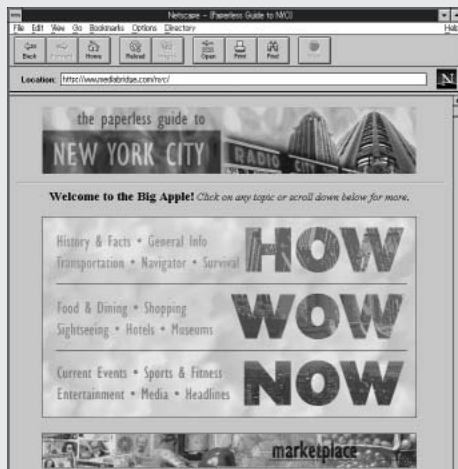 Netscape - (Paperless Guide to NYC)
File Edit View Go Bookmarks Options Directory Help
Back Forward Home Reload Images Open Print Find Stop
Location: http://www.mediabridge.com/nyc/
N
the paperless guide to
NEW YORK CITY
RADIO CITY
Welcome to the Big Apple! Click on any topic or scroll down below for more.
History & Facts • General Info
Transportation • Navigator • Survival
HOW
Food & Dining • Shopping
Sightseeing • Hotels • Museums
WOW
Current Events • Sports & Fitness
Entertainment • Media • Headlines
NOW
marketplace